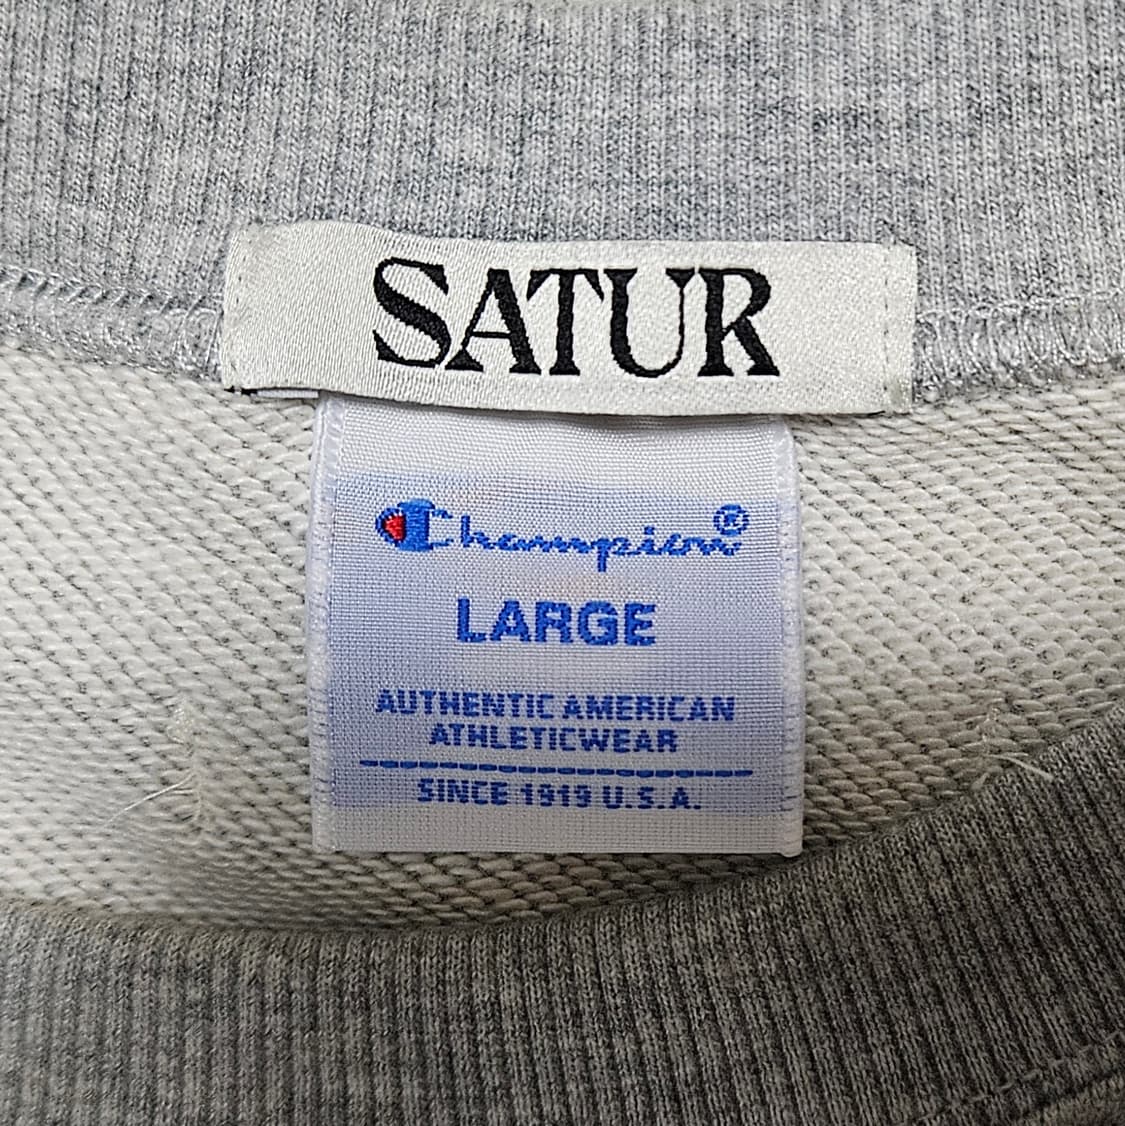 SATUR
Champion®
LARGE
AUTHENTIC AMERICAN
ATHLETICWEAR
SINCE 1919 U.S.A.